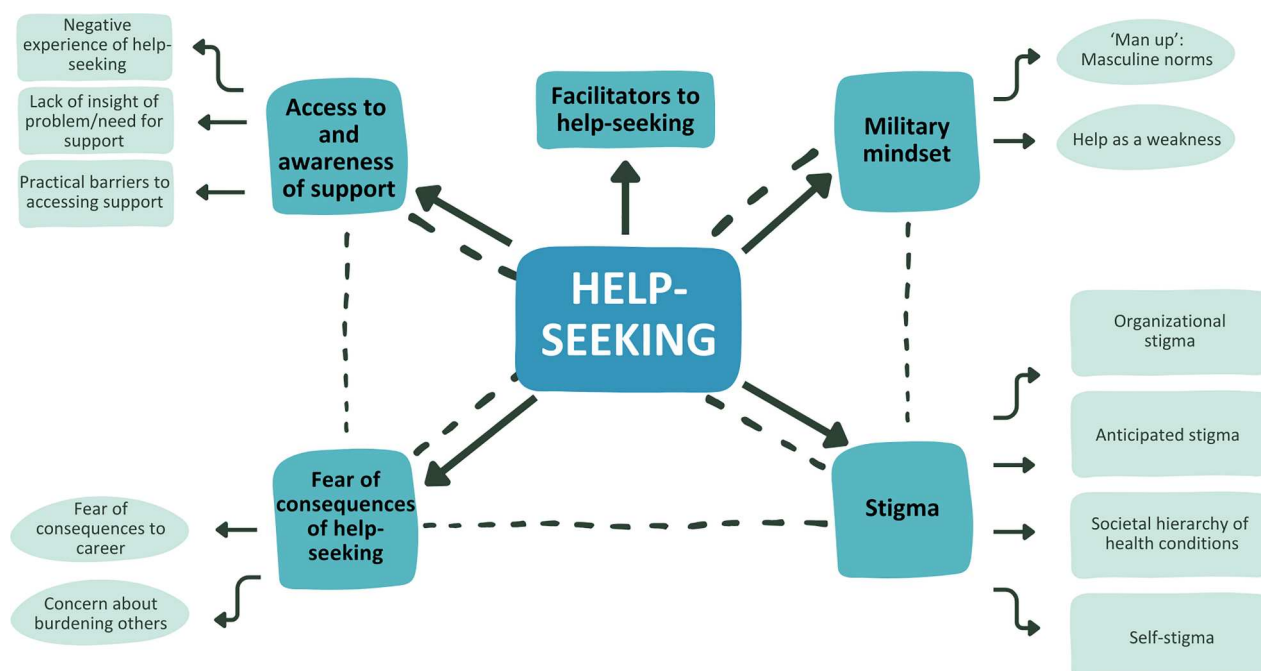 Negative
experience of help-
seeking
Lack of insight of
problem/need for
support
Practical barriers to
accessing support
Access to
and
awareness
of support
Facilitators to
help-seeking
Military
mindset
‘Man up’:
Masculine norms
Help as a weakness
HELP-
SEEKING
Fear of
consequences
of help-
seeking
Fear of
consequences to
career
Concern about
burdening others
Stigma
Organizational
stigma
Anticipated stigma
Societal hierarchy of
health conditions
Self-stigma